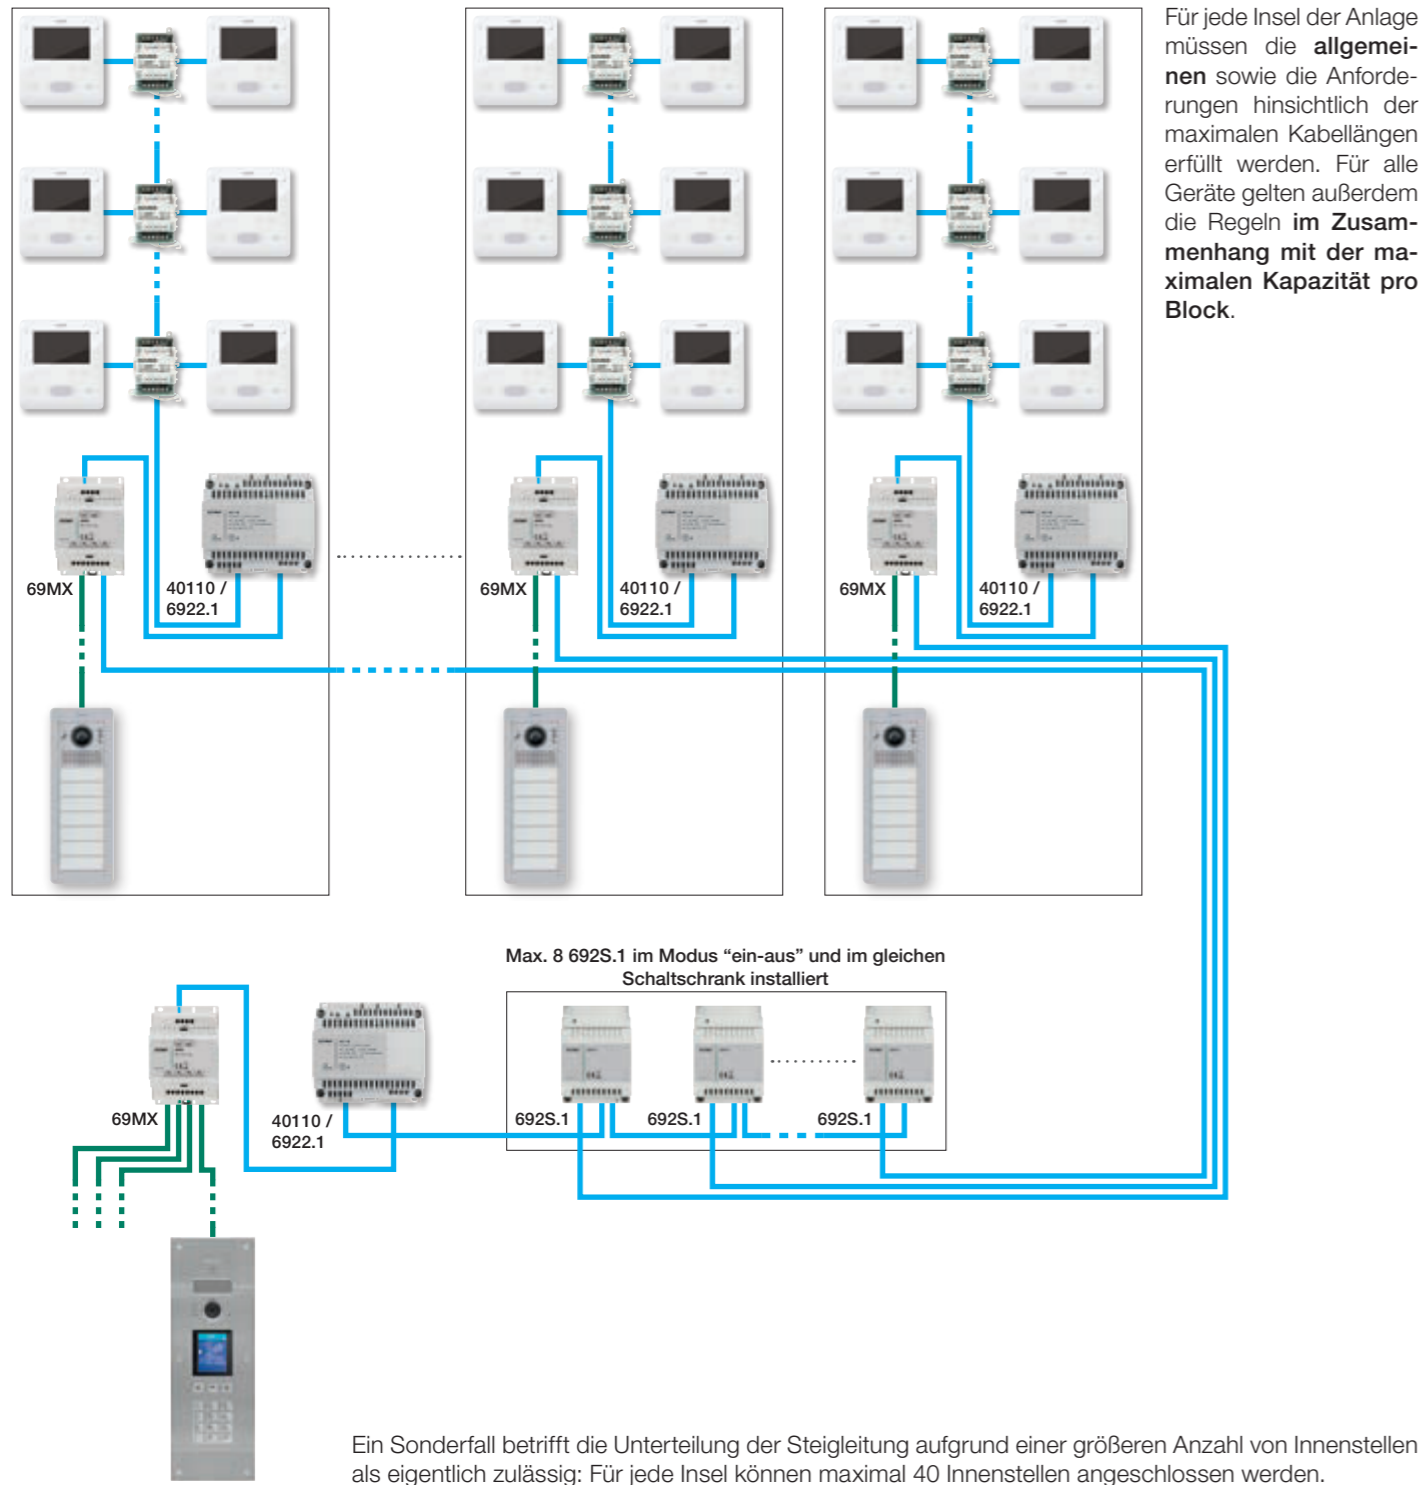 Für jede Insel der Anlage
müssen die allgemei-
nen sowie die Anforde-
rungen hinsichtlich der
maximalen Kabellängen
erfüllt werden. Für alle
Geräte gelten außerdem
die Regeln im Zusam-
menhang mit der ma-
ximalen Kapazität pro
Block.
69MX
40110 /
6922.1
69MX
40110 /
6922.1
69MX
40110 /
6922.1
Max. 8 692S.1 im Modus “ein-aus” und im gleichen
Schaltschrank installiert
69MX
40110 /
6922.1
692S.1
692S.1
692S.1
Ein Sonderfall betrifft die Unterteilung der Steigleitung aufgrund einer größeren Anzahl von Innenstellen
als eigentlich zulässig: Für jede Insel können maximal 40 Innenstellen angeschlossen werden.